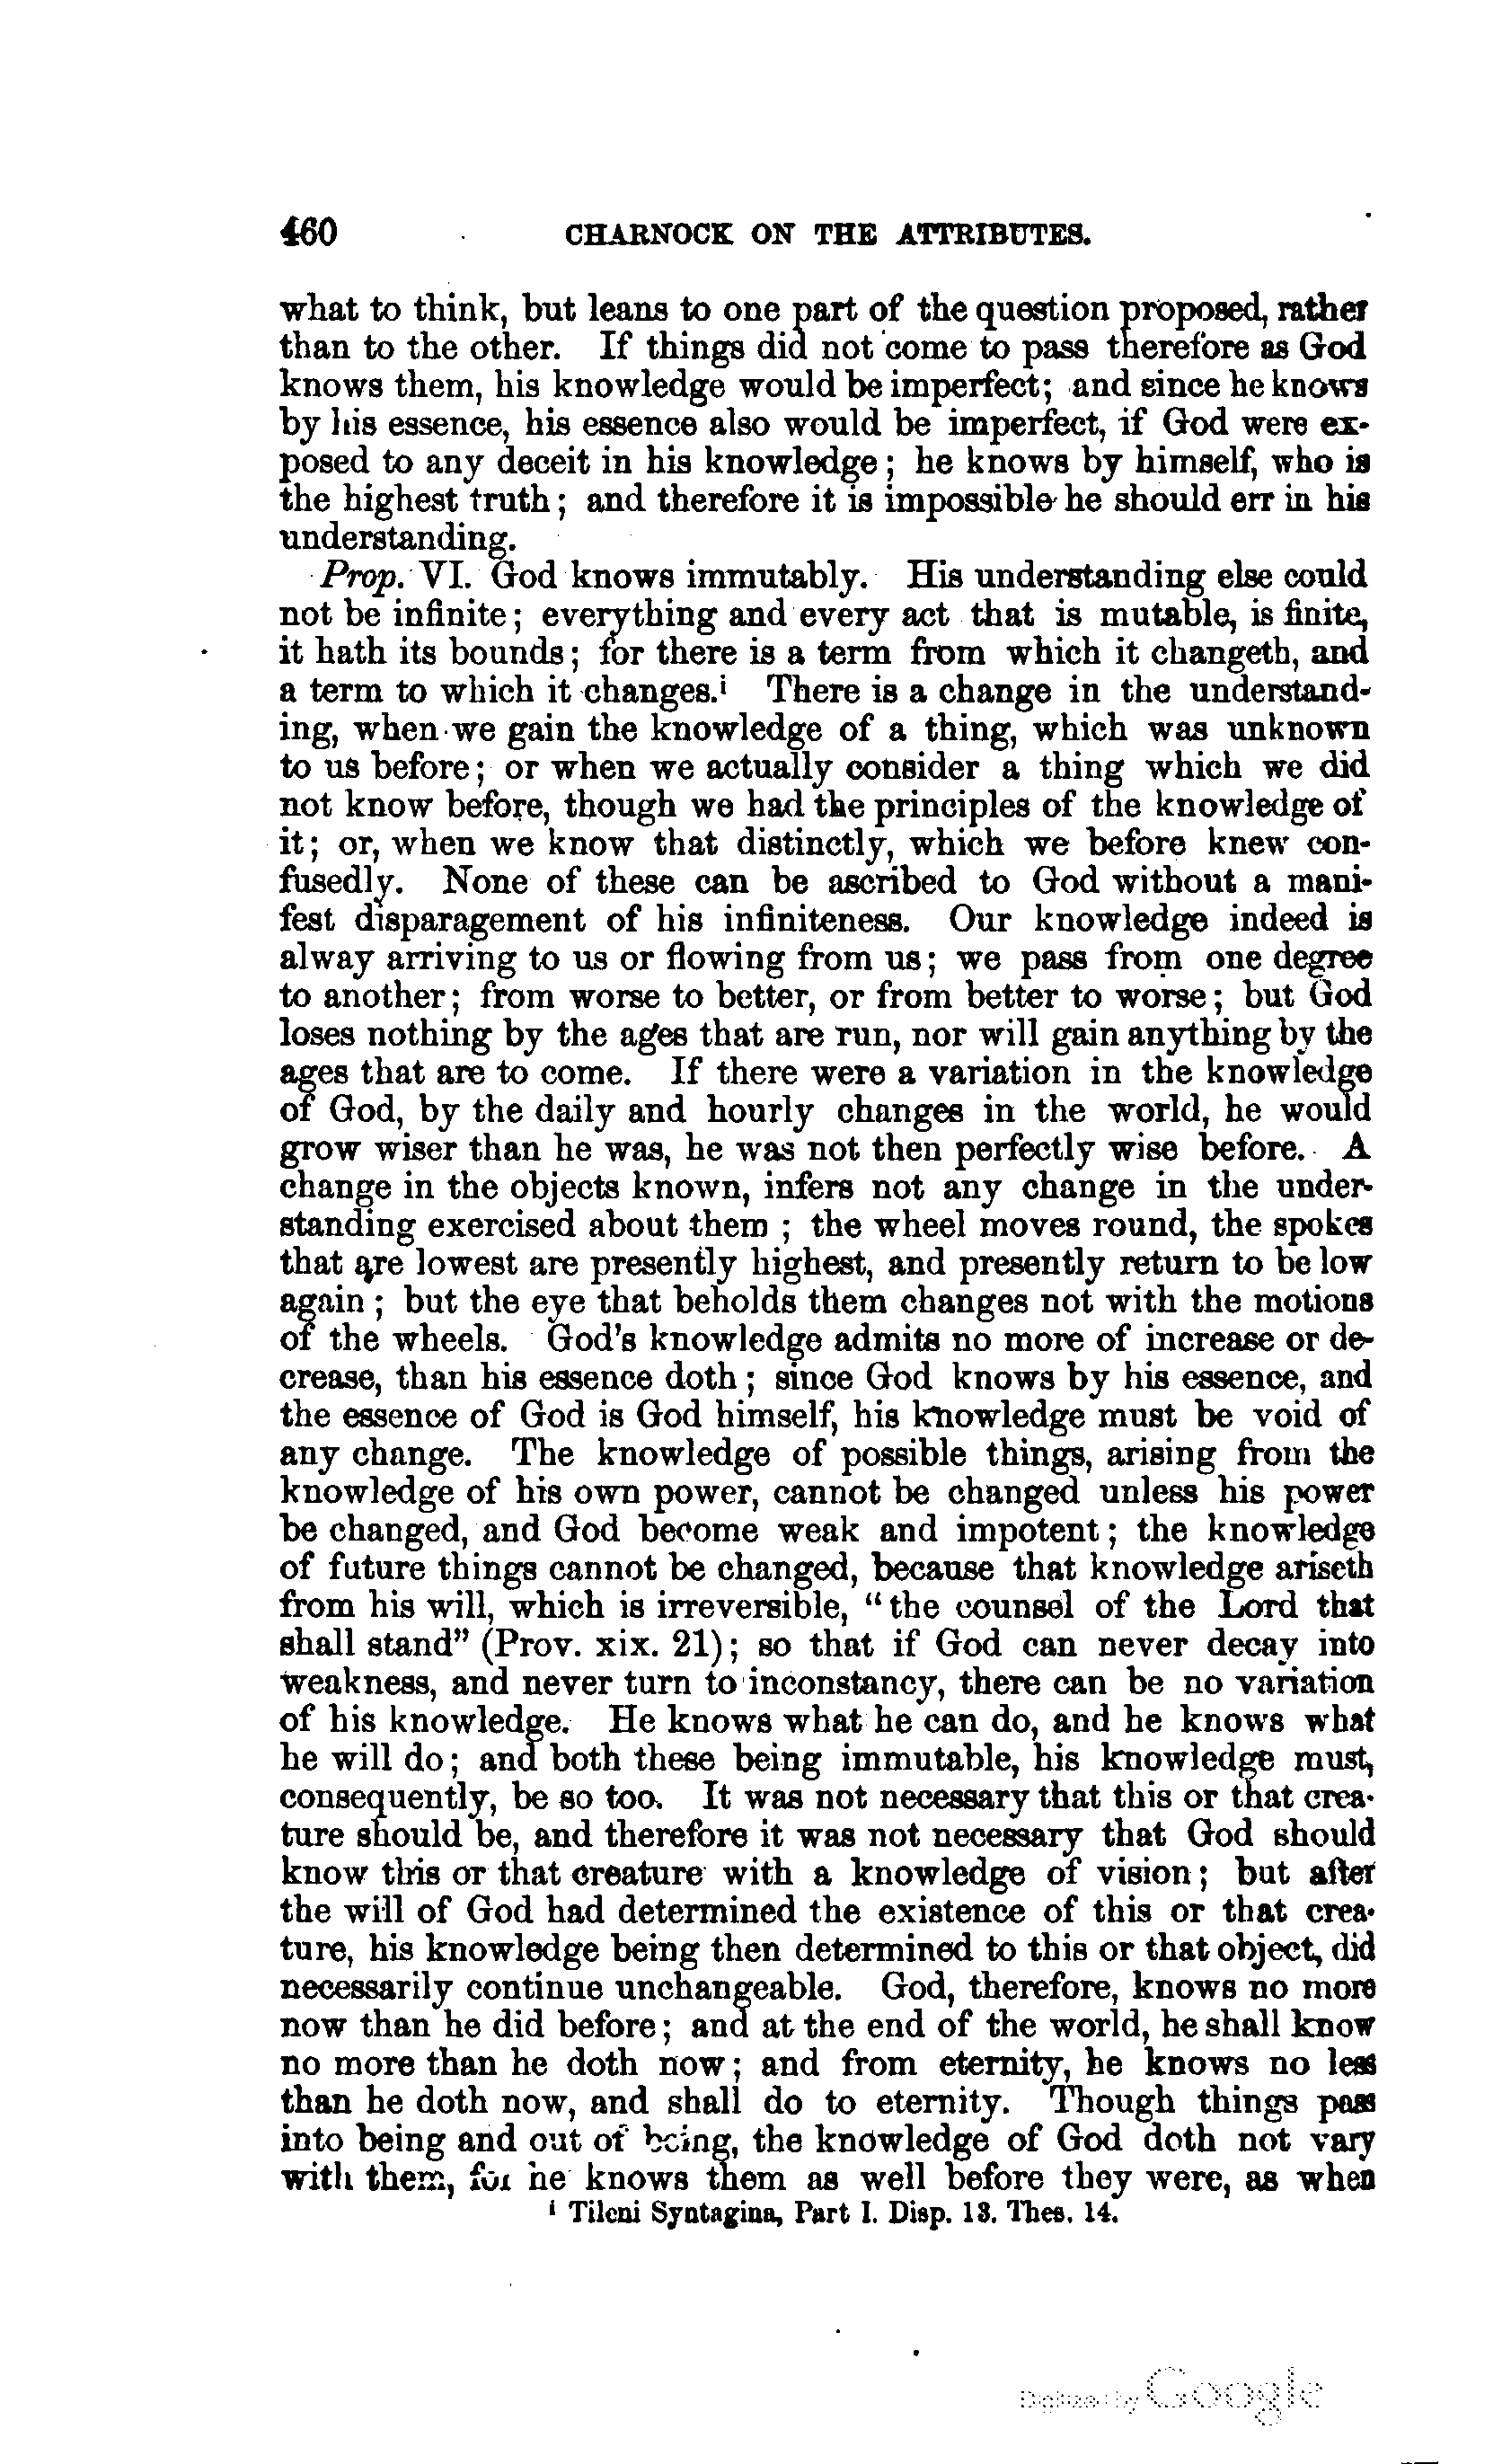 460 CHARNOCK ON THE ATTRIBUTES.
what to think, but leans to one part of the question proposed, rather
than to the other. If things did not come to pass therefore as God
knows them, his knowledge would be imperfect; and since he knows
by his essence, his essence also would be imperfect, if God were ex-
posed to any deceit in his knowledge; he knows by himself, who is
the highest truth; and therefore it is impossible he should err in his
understanding.
Prop. VI. God knows immutably. His understanding else could
not be infinite; everything and every act that is mutable, is finite,
it hath its bounds; for there is a term from which it changeth, and
a term to which it changes.i There is a change in the understand-
ing, when we gain the knowledge of a thing, which was unknown
to us before; or when we actually consider a thing which we did
not know before, though we had the principles of the knowledge of
it; or, when we know that distinctly, which we before knew con-
fusedly. None of these can be ascribed to God without a mani-
fest disparagement of his infiniteness. Our knowledge indeed is
alway arriving to us or flowing from us; we pass from one degree
to another; from worse to better, or from better to worse; but God
loses nothing by the ages that are run, nor will gain anything by the
ages that are to come. If there were a variation in the knowledge
of God, by the daily and hourly changes in the world, he would
grow wiser than he was, he was not then perfectly wise before. A
change in the objects known, infers not any change in the under-
standing exercised about them ; the wheel moves round, the spokes
that are lowest are presently highest, and presently return to be low
again ; but the eye that beholds them changes not with the motions
of the wheels. God's knowledge admits no more of increase or de-
crease, than his essence doth; since God knows by his essence, and
the essence of God is God himself, his knowledge must be void of
any change. The knowledge of possible things, arising from the
knowledge of his own power, cannot be changed unless his power
be changed, and God become weak and impotent; the knowledge
of future things cannot be changed, because that knowledge ariseth
from his will, which is irreversible, "the counsel of the Lord that
shall stand" (Prov. xix. 21); so that if God can never decay into
weakness, and never turn to inconstancy, there can be no variation
of his knowledge. He knows what he can do, and he knows what
he will do; and both these being immutable, his knowledge must,
consequently, be so too. It was not necessary that this or that crea-
ture should be, and therefore it was not necessary that God should
know this or that creature with a knowledge of vision; but after
the will of God had determined the existence of this or that crea-
ture, his knowledge being then determined to this or that object, did
necessarily continue unchangeable. God, therefore, knows no more
now than he did before; and at the end of the world, he shall know
no more than he doth now; and from eternity, he knows no less
than he doth now, and shall do to eternity. Though things pass
into being and out of being, the knowledge of God doth not vary
with them, for he knows them as well before they were, as when
i Tileni Syntagina, Part I. Disp. 13. Thes. 14.
Digitized by Google